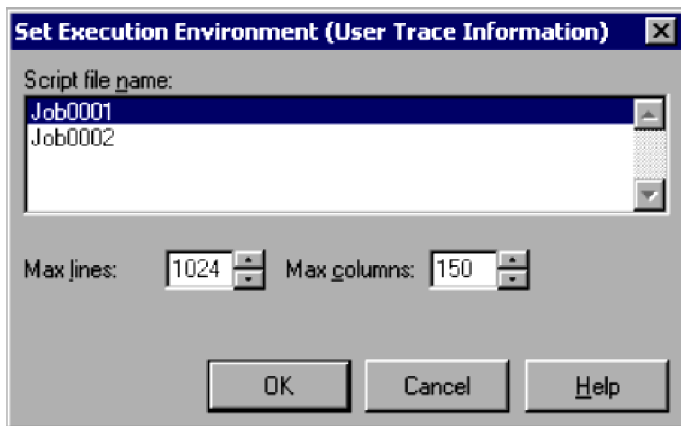 Set Execution Environment (User Trace Information)
Script file name:
Job0001
Job0002
Max lines: 1024 Max columns: 150
OK Cancel Help